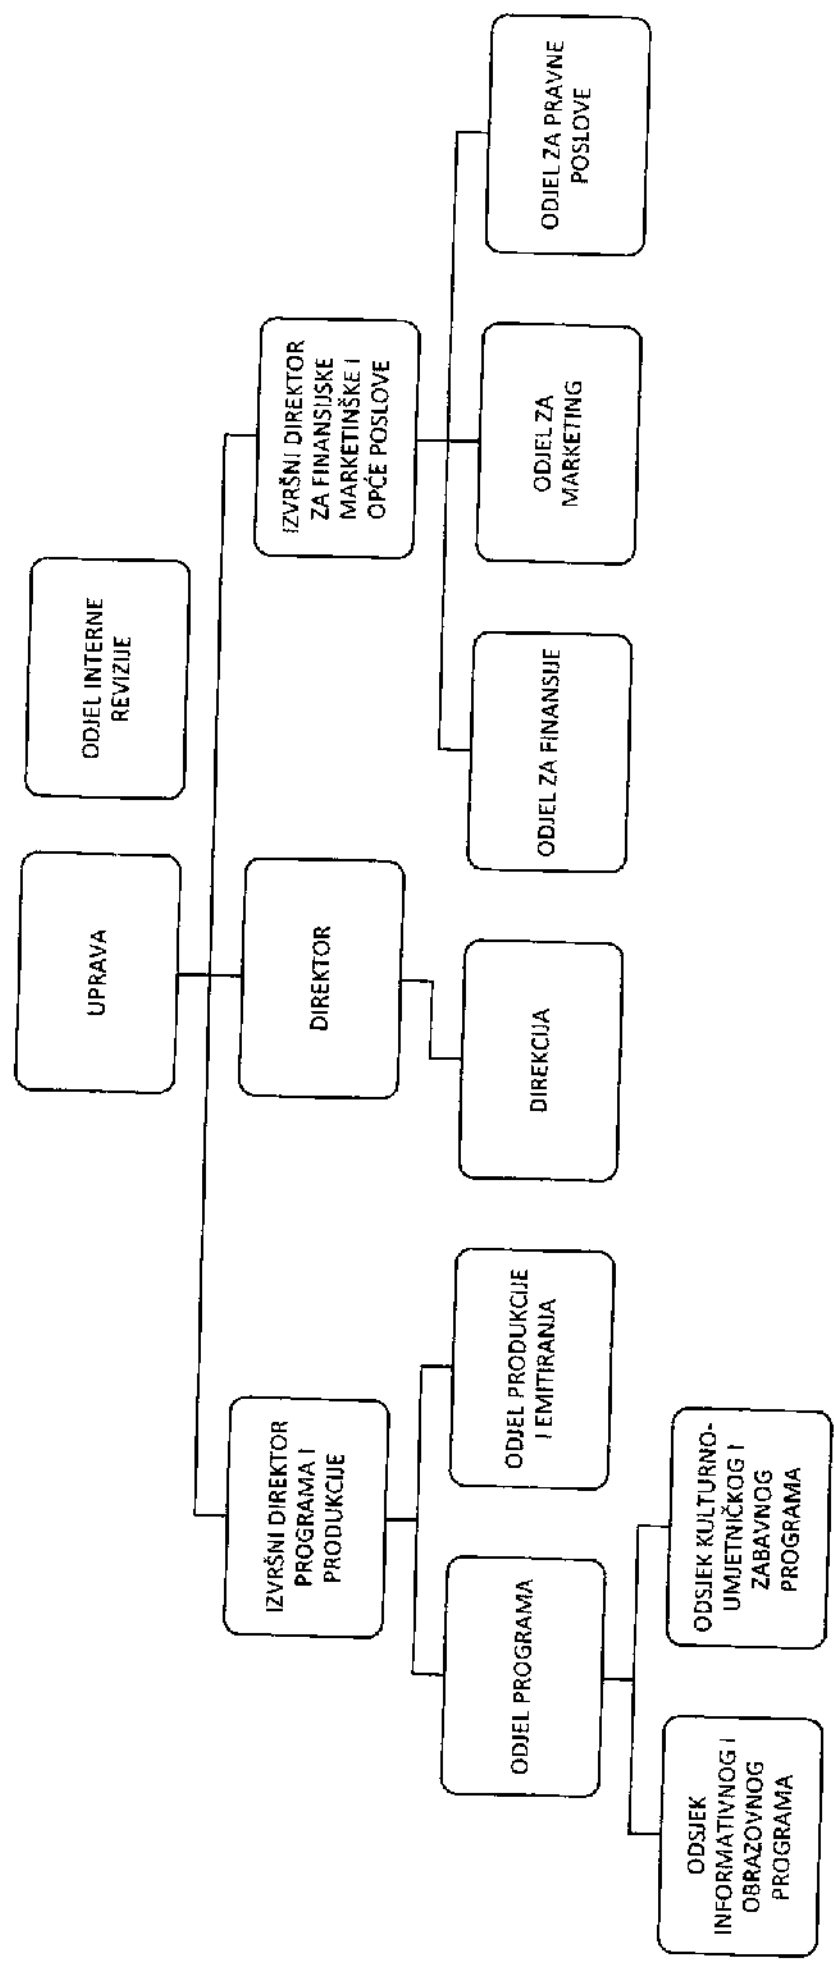 UPRAVA
ODJEL INTERNE
REVIZIJE
IZVRŠNI DIREKTOR
PROGRAMA I
PRODUKCIJE
DIREKTOR
IZVRŠNI DIREKTOR
ZA FINANSIJSKE
MARKETINŠKE I
OPĆE POSLOVE
ODJEL PROGRAMA
ODJEL PRODUKCIJE
I EMITIRANJA
DIREKCIJA
ODJEL ZA FINANSIJE
ODJEL ZA
MARKETING
ODJEL ZA PRAVNE
POSLOVE
ODSJEK
INFORMATIVNOG I
OBRAZOVNOG
PROGRAMA
ODSJEK KULTURNO-
UMJETNIČKOG I
ZABAVNOG
PROGRAMA